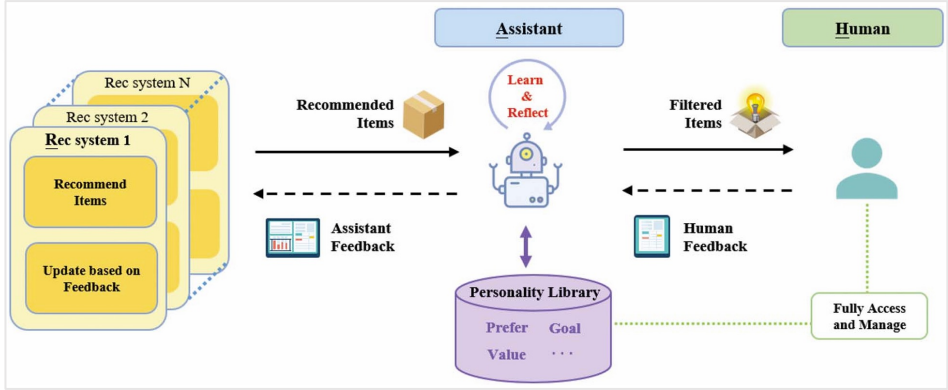 Assistant
Human
Rec system N
Rec system 2
Rec system 1
Recommend
Items
Update based on
Feedback
Recommended
Items
Assistant
Feedback
Learn
&
Reflect
Filtered
Items
Human
Feedback
Personality Library
Prefer Goal
Value ···
Fully Access
and Manage